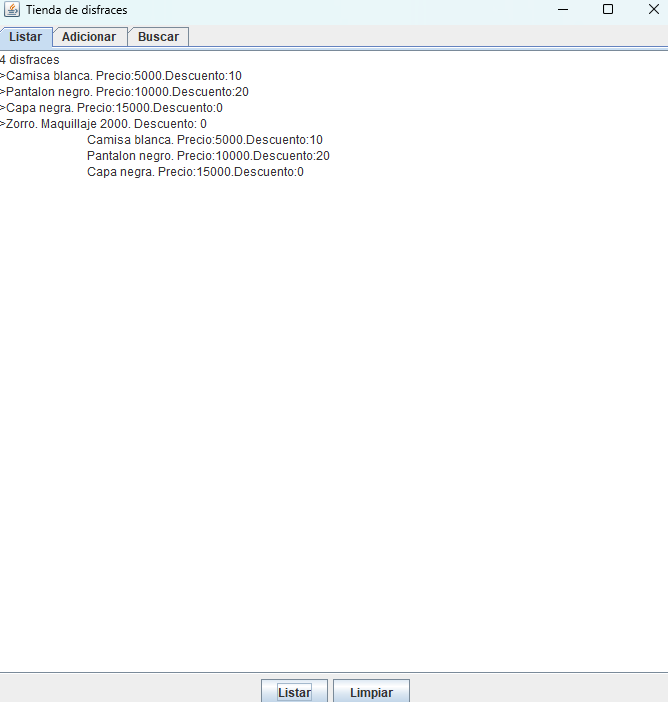 Tienda de disfraces
Listar Adicionar Buscar
4 disfraces
>Camisa blanca. Precio:5000.Descuento:10
>Pantalon negro. Precio:10000.Descuento:20
>Capa negra. Precio:15000.Descuento:0
>Zorro. Maquillaje 2000. Descuento: 0
Camisa blanca. Precio:5000.Descuento:10
Pantalon negro. Precio:10000.Descuento:20
Capa negra. Precio:15000.Descuento:0
Listar Limpiar